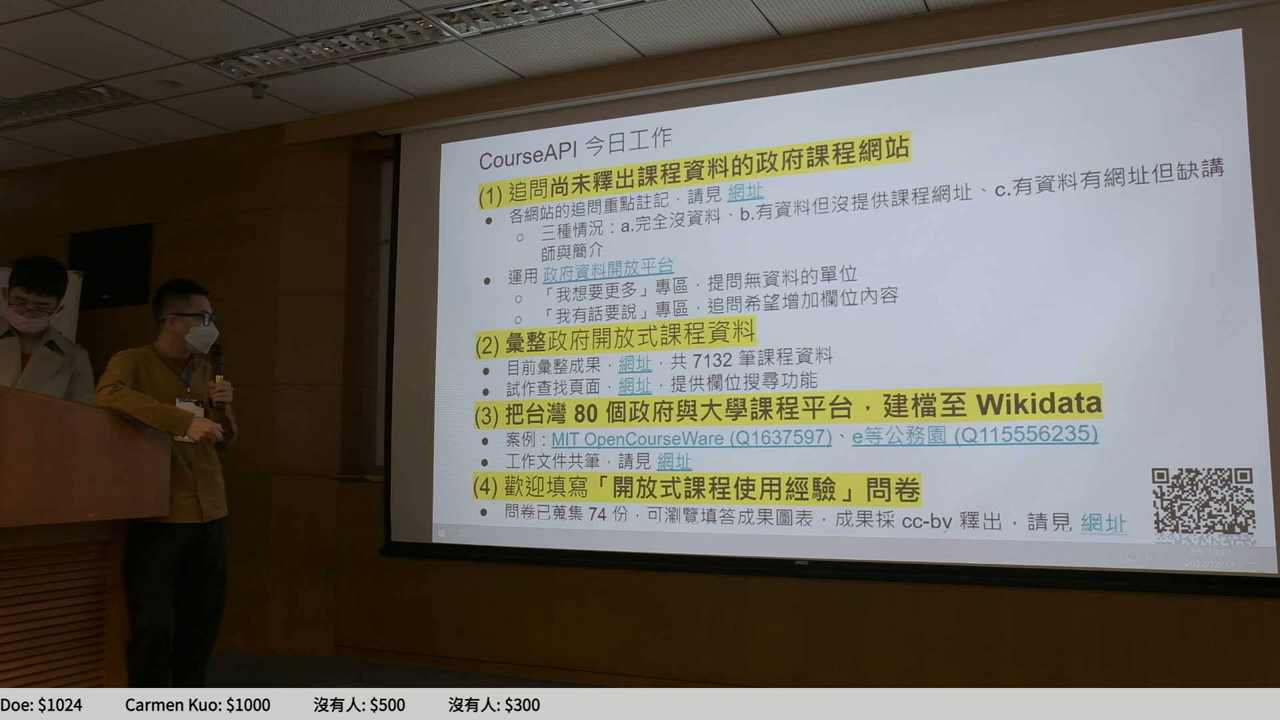 CourseAPI 今日工作
(1) 追問尚未釋出課程資料的政府課程網站
● 各網站的追問重點註記，請見 網址
○ 三種情況：a.完全沒資料、b.有資料但沒提供課程網址、c.有資料有網址但缺講
師與簡介
● 運用 政府資料開放平台
○ 「我想要更多」專區，提問無資料的單位
○ 「我有話要說」專區，追問希望增加欄位內容
(2) 彙整政府開放式課程資料
● 目前彙整成果，網址，共 7132 筆課程資料
● 試作查找頁面，網址，提供欄位搜尋功能
(3) 把台灣 80 個政府與大學課程平台，建檔至 Wikidata
● 案例：MIT OpenCourseWare (Q1637597)、e等公務園 (Q115556235)
● 工作文件共筆，請見 網址
(4) 歡迎填寫「開放式課程使用經驗」問卷
● 問卷已蒐集 74 份，可瀏覽填答成果圖表，成果採 cc-by 釋出，請見 網址
Doe: $1024 Carmen Kuo: $1000 沒有人: $500 沒有人: $300